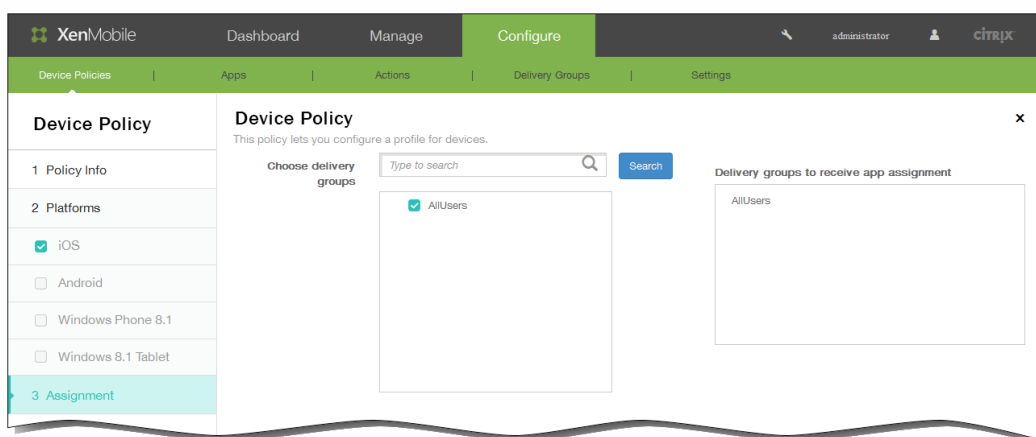 XenMobile Dashboard Manage Configure administrator CİTRIX
Device Policies | Apps | Actions | Delivery Groups | Settings
Device Policy
1 Policy Info
2 Platforms
iOS
Android
Windows Phone 8.1
Windows 8.1 Tablet
3 Assignment
Device Policy x
This policy lets you configure a profile for devices.
Choose delivery
groups
Type to search Search
AllUsers
Delivery groups to receive app assignment
AllUsers